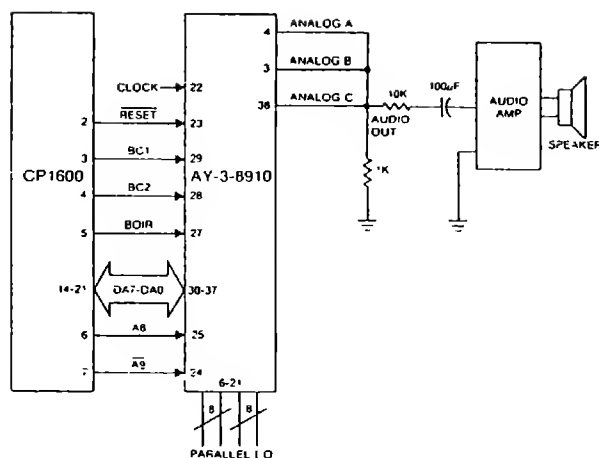 4 ANALOG A
3 ANALOG B
38 ANALOG C
CLOCK 22
2 RESET 23
3 BC1 29
4 BC2 28
5 BDIR 27
14-21 DA7-DA0 30-37
6 A8 25
7 A9 24
CP1600
AY-3-8910
6-21
8 8
PARALLEL I O
10K
AUDIO OUT
100µF
1K
AUDIO AMP
SPEAKER